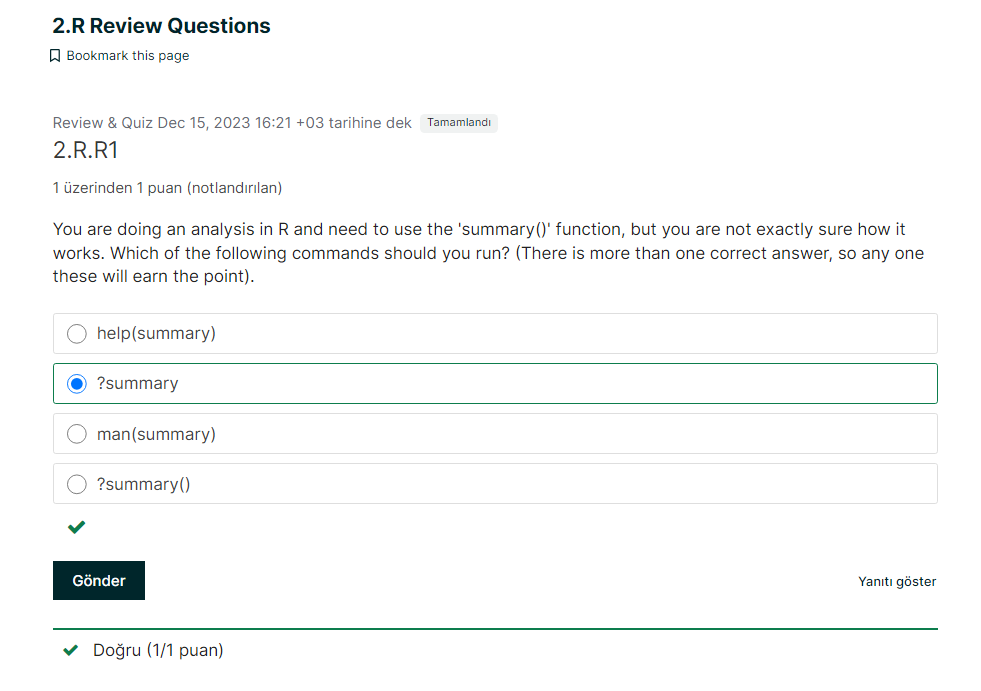 2.R Review Questions
Bookmark this page
Review & Quiz Dec 15, 2023 16:21 +03 tarihine dek Tamamlandı
2.R.R1
1 üzerinden 1 puan (notlandırılan)
You are doing an analysis in R and need to use the 'summary()' function, but you are not exactly sure how it
works. Which of the following commands should you run? (There is more than one correct answer, so any one
these will earn the point).
help(summary)
?summary
man(summary)
?summary()
Gönder
Yanıtı göster
Doğru (1/1 puan)